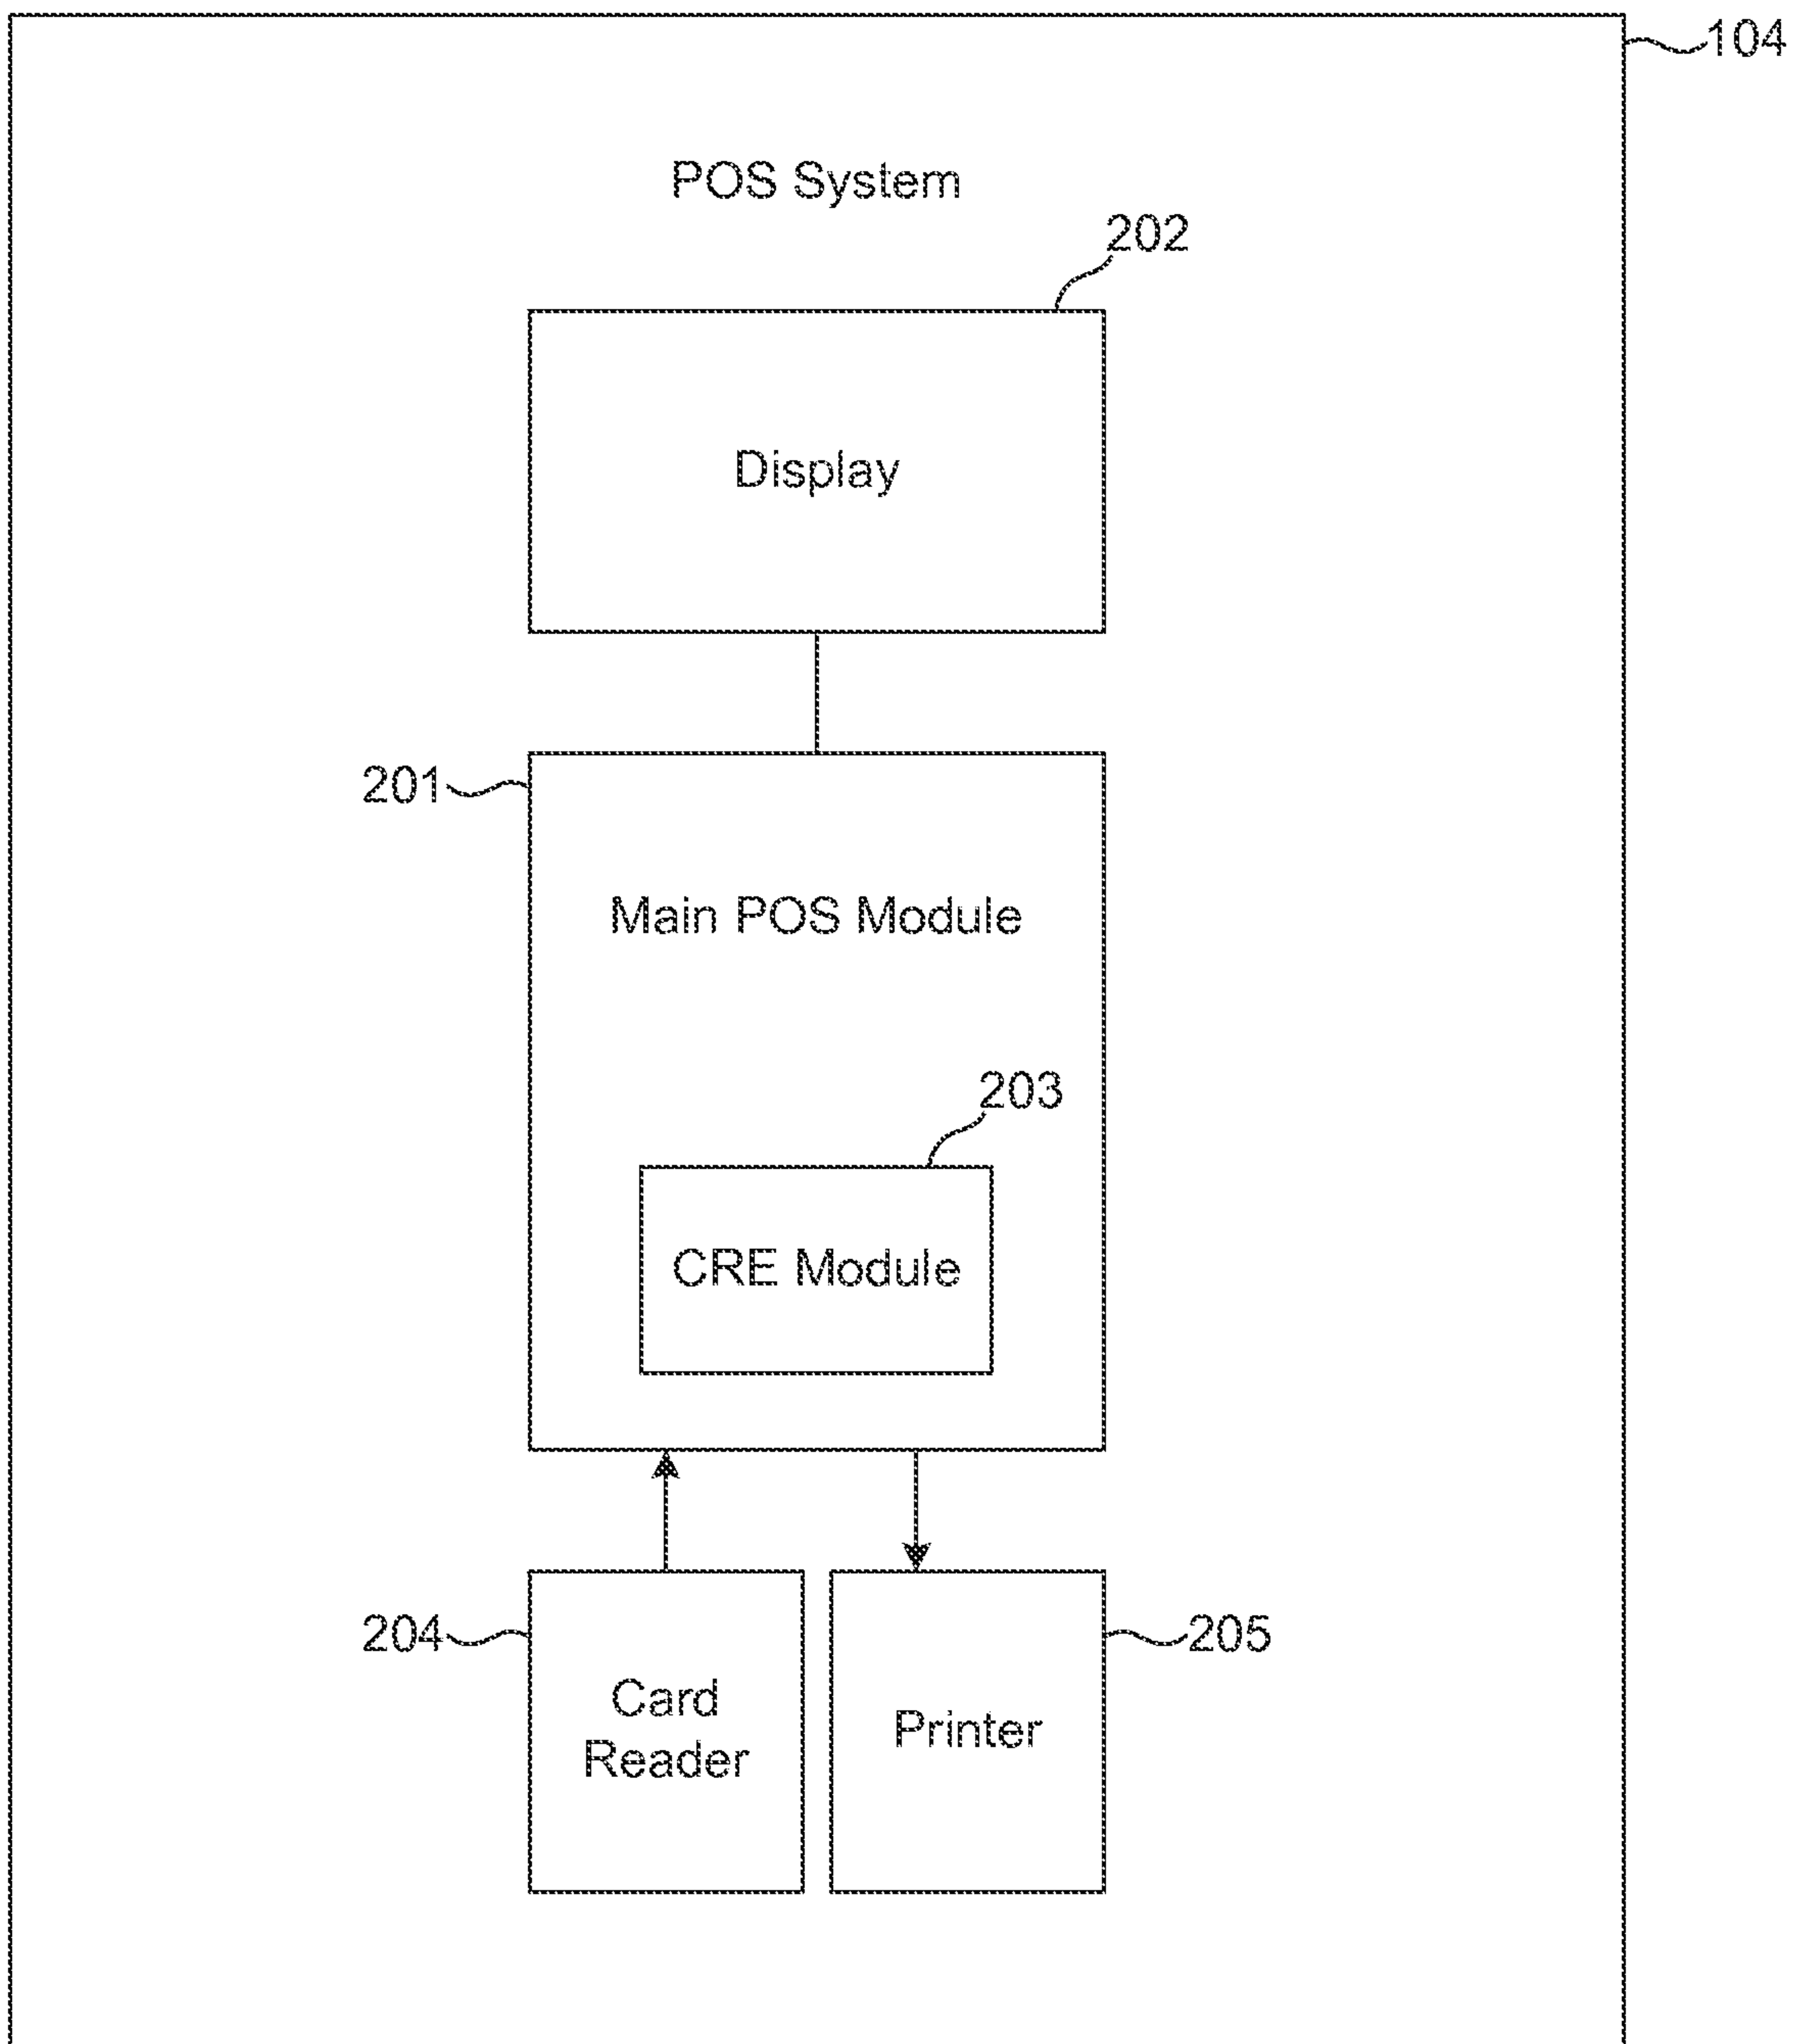 104
POS System
202
Display
201
Main POS Module
203
CRE Module
204
205
Card
Reader
Printer